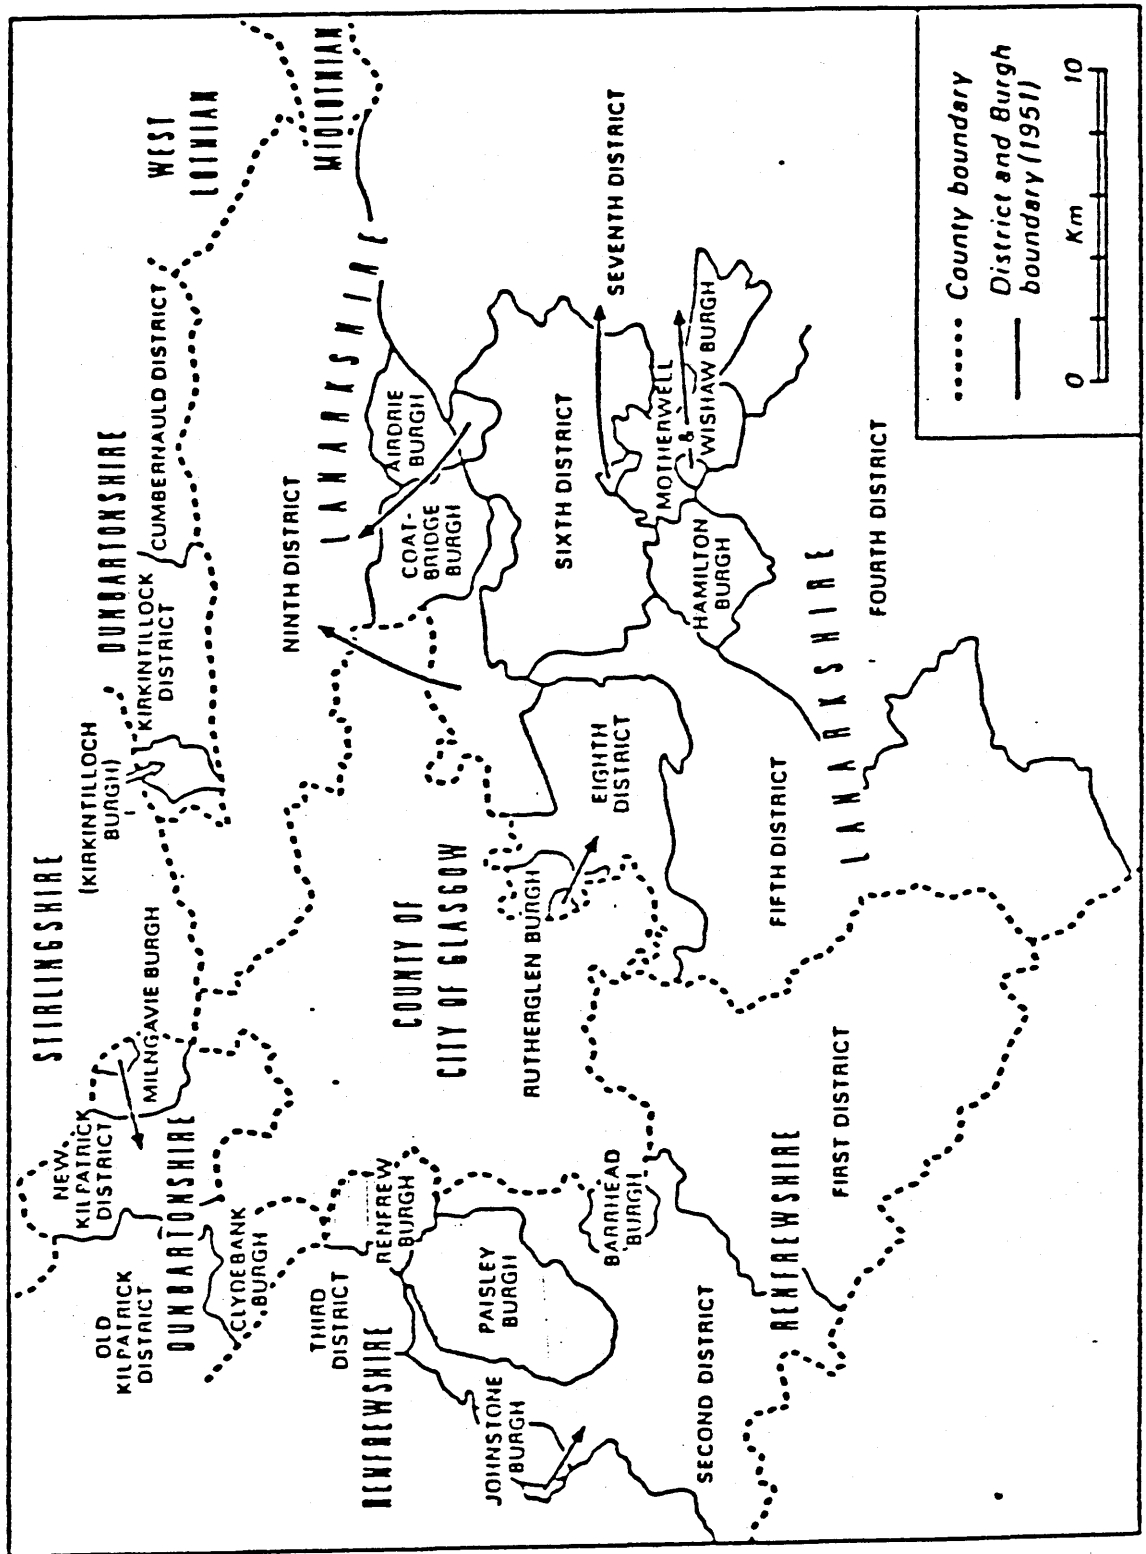 STIRLINGSHIRE
NEW
KILPATRICK
DISTRICT
OLD
KILPATRICK
DISTRICT
DUNBARTONSHIRE
MILNGAVIE BURGH
CLYDEBANK
BURGH
(KIRKINTILLOCH
BURGH)
KIRKINTILLOCK
DISTRICT
DUNBARTONSHIRE
CUMBERNAULD DISTRICT
WEST
LOTHIAN
MIDLOTHIAN
NINTH DISTRICT
LANARKSHIRE
AIRDRIE
BURGH
COAT-
BRIDGE
BURGH
THIRD
DISTRICT
RENFREWSHIRE
RENFREW
BURGH
COUNTY OF
CITY OF GLASGOW
PAISLEY
BURGH
JOHNSTONE
BURGH
RUTHERGLEN BURGH
EIGHTH
DISTRICT
SIXTH DISTRICT
SEVENTH DISTRICT
MOTHERWELL
&
WISHAW BURGH
HAMILTON
BURGH
BARRHEAD
BURGH
SECOND DISTRICT
RENFREWSHIRE
FIRST DISTRICT
FIFTH DISTRICT
LANARKSHIRE
FOURTH DISTRICT
County boundary
District and Burgh
boundary (1951)
0 Km 10